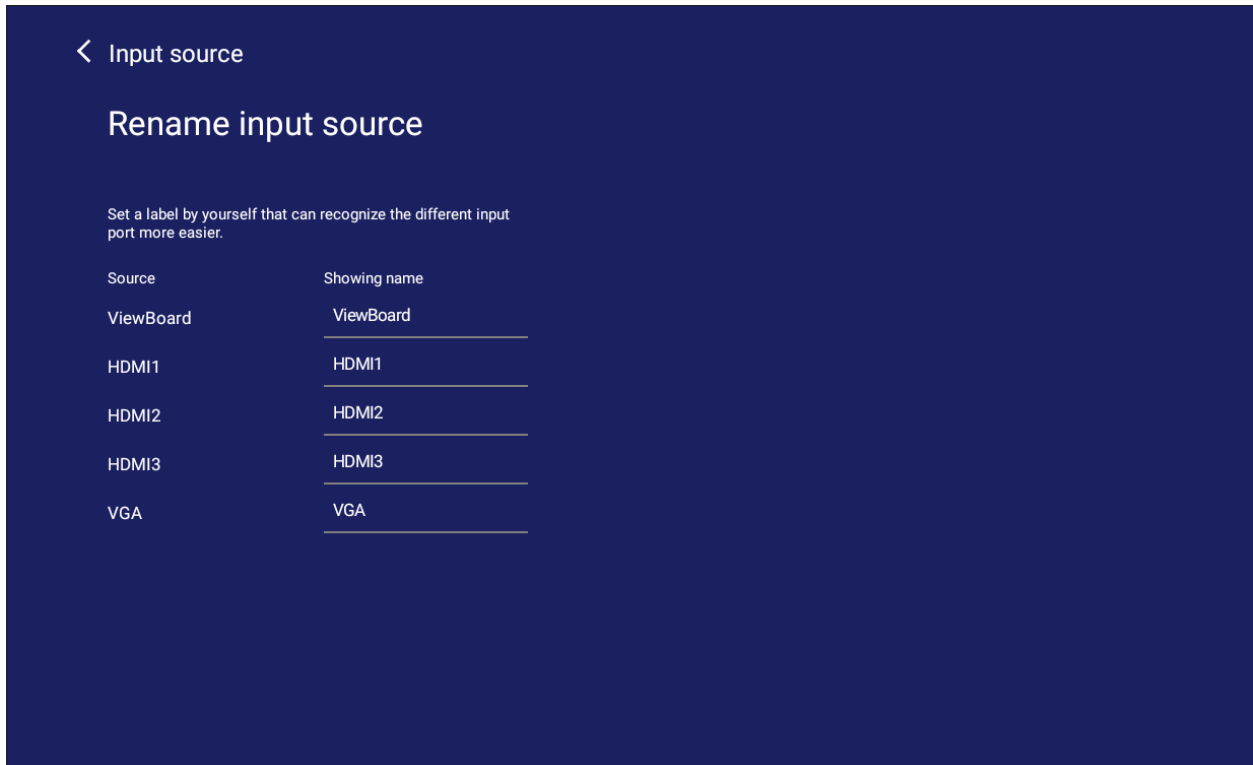 Input source
Rename input source
Set a label by yourself that can recognize the different input
port more easier.
Source Showing name
ViewBoard ViewBoard
HDMI1 HDMI1
HDMI2 HDMI2
HDMI3 HDMI3
VGA VGA